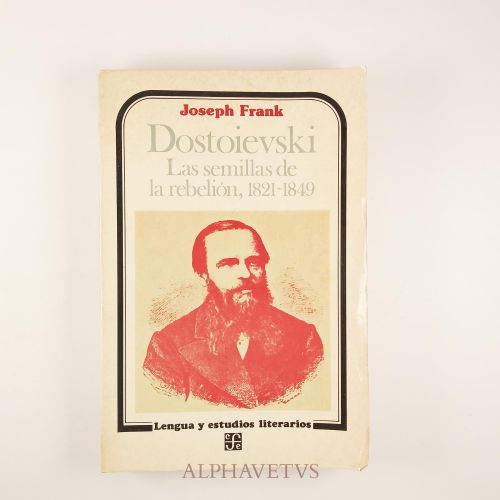 Joseph Frank
Dostoievski
Las semillas de
la rebelión, 1821-1849
Lengua y estudios literarios
ALPHAVETVS